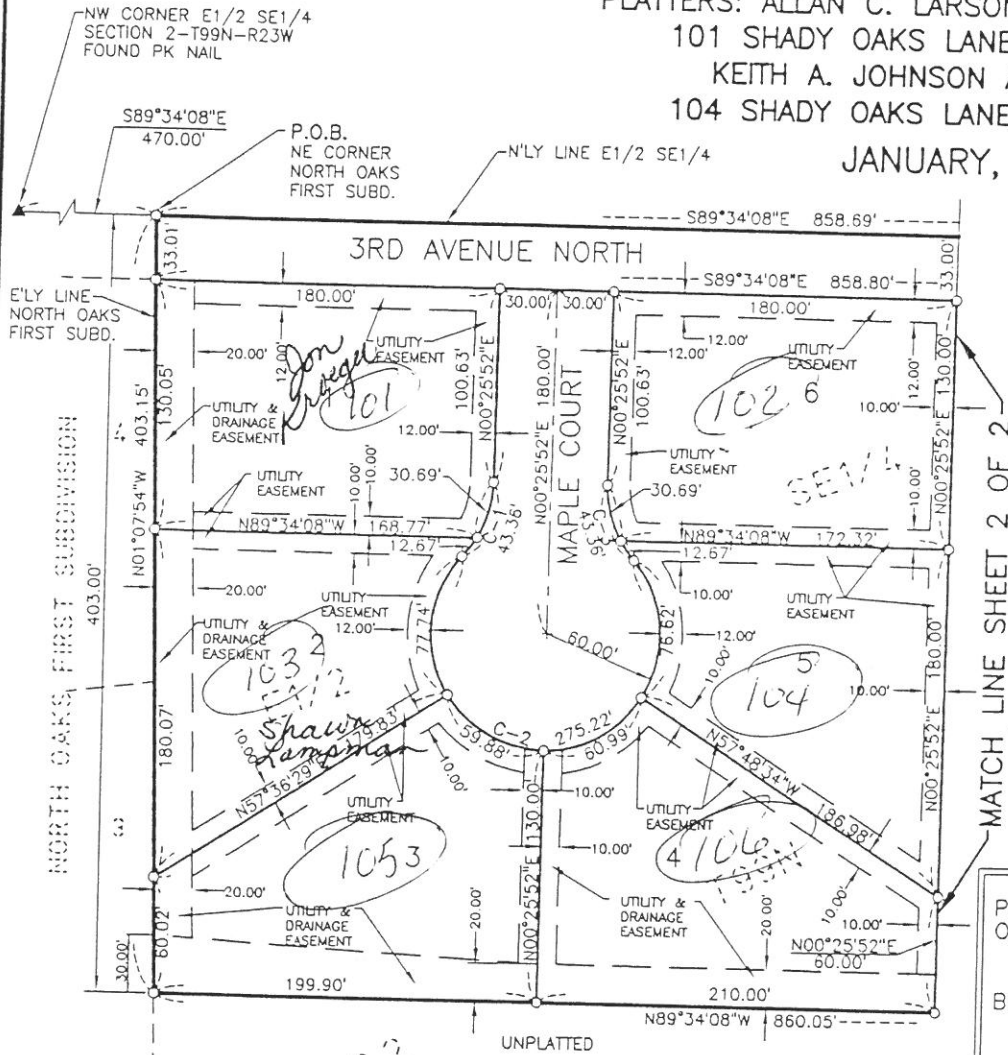 NW CORNER E1/2 SE1/4
SECTION 2-T99N-R23W
FOUND PK NAIL
PLATTERS: ALLAN C. LARSON
101 SHADY OAKS LANE
KEITH A. JOHNSON
104 SHADY OAKS LANE
JANUARY,
S89°34'08"E
470.00'
P.O.B.
NE CORNER
NORTH OAKS
FIRST SUBD.
N'LY LINE E1/2 SE1/4
S89°34'08"E 858.69'
33.01'
3RD AVENUE NORTH
S89°34'08"E 858.80'
33.00'
E'LY LINE
NORTH OAKS
FIRST SUBD.
180.00'
30.00'
30.00'
180.00'
20.00'
12.00'
Jon
UTILITY
EASEMENT
101
100.63'
N00°25'52"E
12.00'
UTILITY &
DRAINAGE
EASEMENT
130.05'
403.15'
N01°07'54"W
UTILITY
EASEMENT
10.00'
10.00'
30.69'
N89°34'08"W 168.77'
12.67'
43.36'
N00°25'52"E 180.00'
MAPLE COURT
N00°25'52"E
100.63'
12.00'
12.00'
12.00'
UTILITY
EASEMENT
102 6
10.00'
UTILITY
EASEMENT
30.69'
SE1/4
10.00'
N00°25'52"E 130.00'
N89°34'08"W 172.32'
12.67'
43.36'
NORTH OAKS FIRST SUBDIVISION
403.00'
4
3
20.00'
UTILITY
EASEMENT
12.00'
77.74'
UTILITY &
DRAINAGE
EASEMENT
103 2
E1/2
Shawn
Lampman
180.07'
10.00'
N57°36'29"E 179.83'
10.00'
60.00'
76.62'
10.00'
12.00'
10.00'
UTILITY
EASEMENT
5
104
10.00'
N00°25'52"E 180.00'
C-2 275.22'
59.88'
60.99'
N57°48'34"W 186.98'
MATCH LINE SHEET 2 OF 2
UTILITY
EASEMENT
105 3
20.00'
UTILITY &
DRAINAGE
EASEMENT
60.02'
30.00'
20.00'
N00°25'52"E 130.00'
10.00'
10.00'
UTILITY
EASEMENT
4 106
T99N
UTILITY &
DRAINAGE
EASEMENT
20.00'
10.00'
10.00'
N00°25'52"E
60.00'
199.90'
210.00'
N89°34'08"W 860.05'
UNPLATTED
2
P
O
B